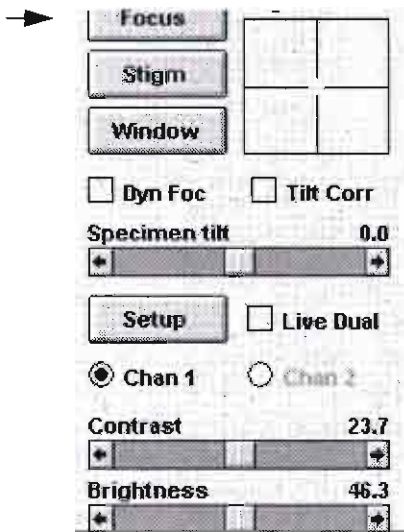 Focus
Stigm
Window
Dyn Foc Tilt Corr
Specimen tilt 0.0
Setup Live Dual
Chan 1 Chan 2
Contrast 23.7
Brightness 46.3